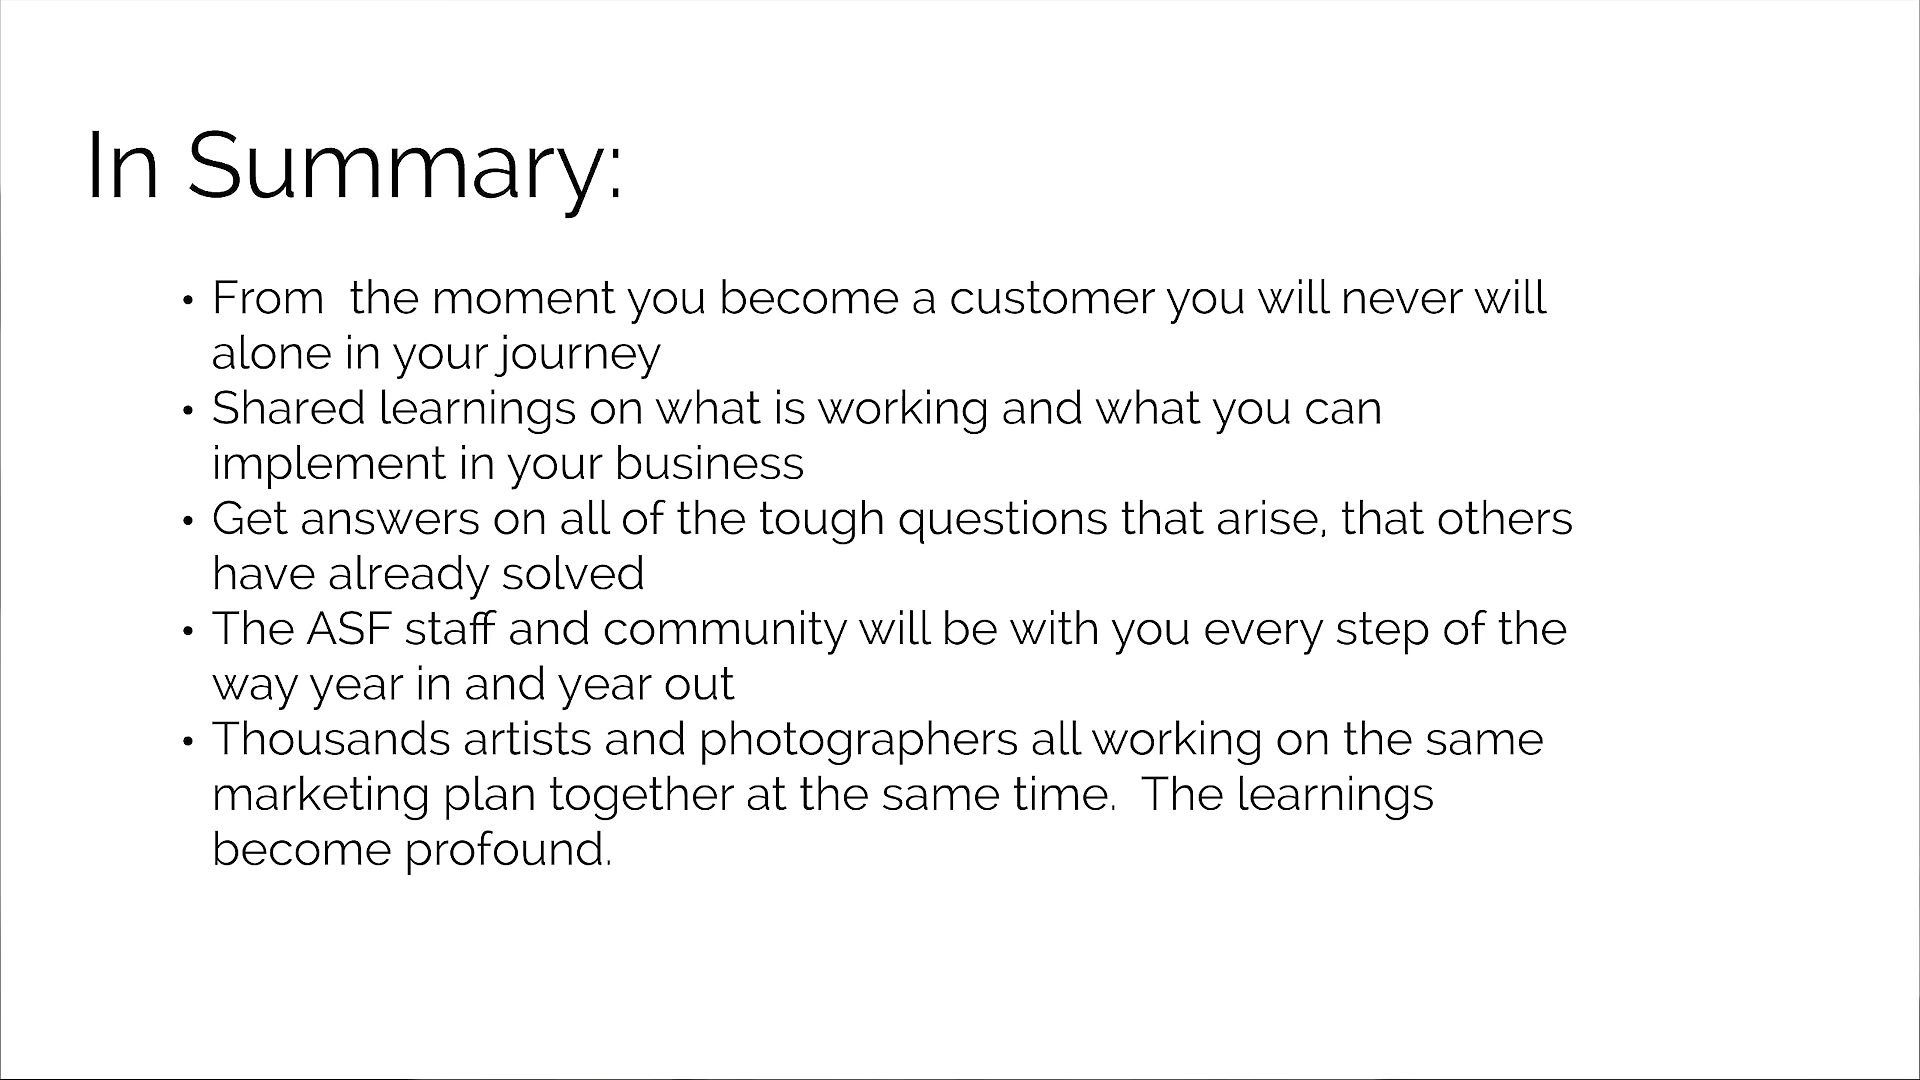 In Summary:
• From  the moment you become a customer you will never will
alone in your journey
• Shared learnings on what is working and what you can
implement in your business
• Get answers on all of the tough questions that arise, that others
have already solved
• The ASF staff and community will be with you every step of the
way year in and year out
• Thousands artists and photographers all working on the same
marketing plan together at the same time.  The learnings
become profound.